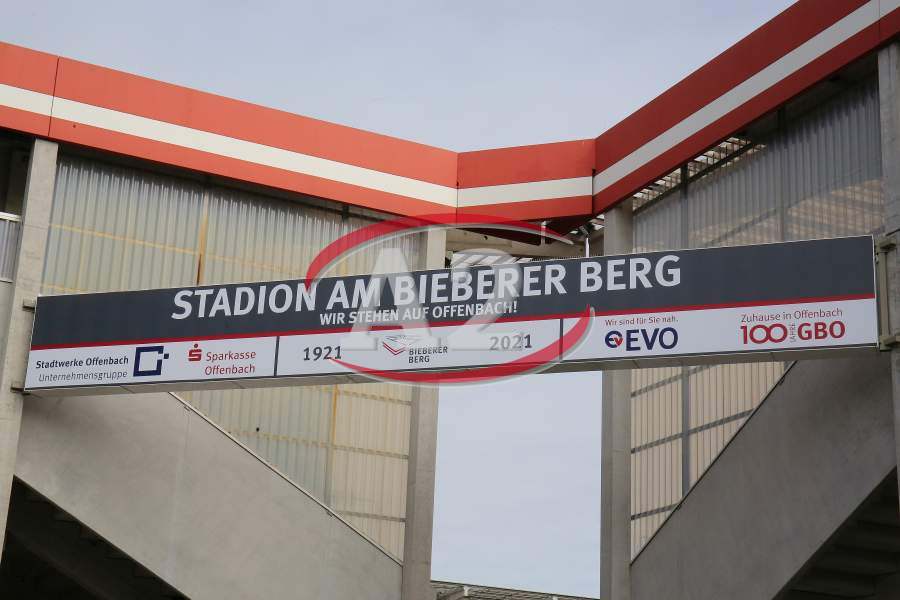 STADION AM BIEBERER BERG
WIR STEHEN AUF OFFENBACH!
Stadtwerke Offenbach
Unternehmensgruppe
Sparkasse
Offenbach
1921
BIEBERER
BERG
2021
Wir sind für Sie nah.
EVO
Zuhause in Offenbach
100 JAHRE GBO
AZ